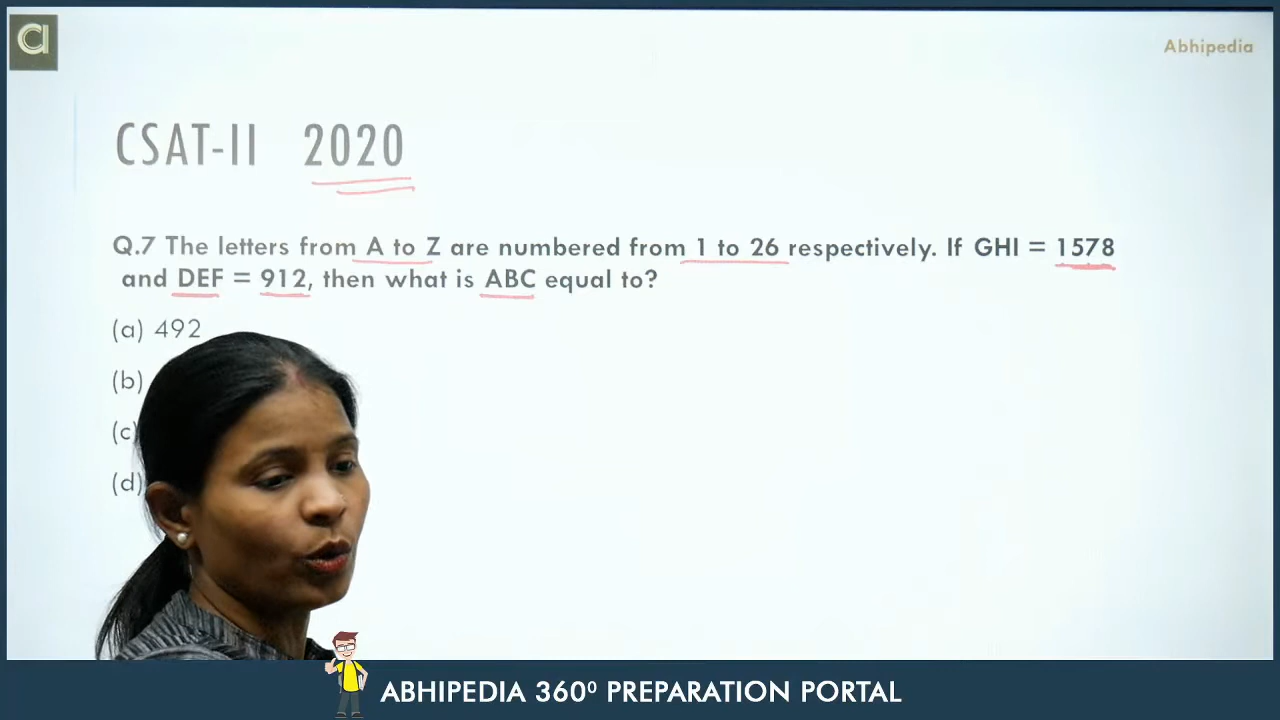 a
Abhipedia
CSAT-II 2020
Q.7 The letters from A to Z are numbered from 1 to 26 respectively. If GHI = 1578
and DEF = 912, then what is ABC equal to?
(a) 492
(b)
(c)
(d)
ABHIPEDIA 360⁰ PREPARATION PORTAL